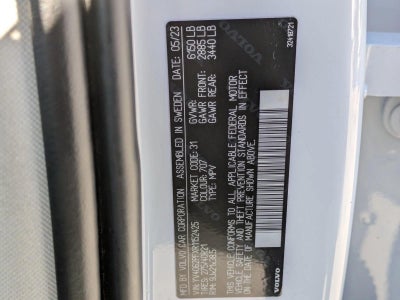 MFD BY: VOLVO CAR CORPORATION. ASSEMBLED IN SWEDEN DATE: 05/23
GVWR: 6150 LB
GAWR FRONT: 2885 LB
GAWR REAR: 3440 LB
MARKET: 31
COLOUR: 707
TYPE: MPV
THIS VEHICLE CONFORMS TO ALL APPLICABLE FEDERAL MOTOR
VEHICLE SAFETY AND THEFT PREVENTION STANDARDS IN EFFECT
ON THE DATE OF MANUFACTURE SHOWN ABOVE.
VOLVO
32418721